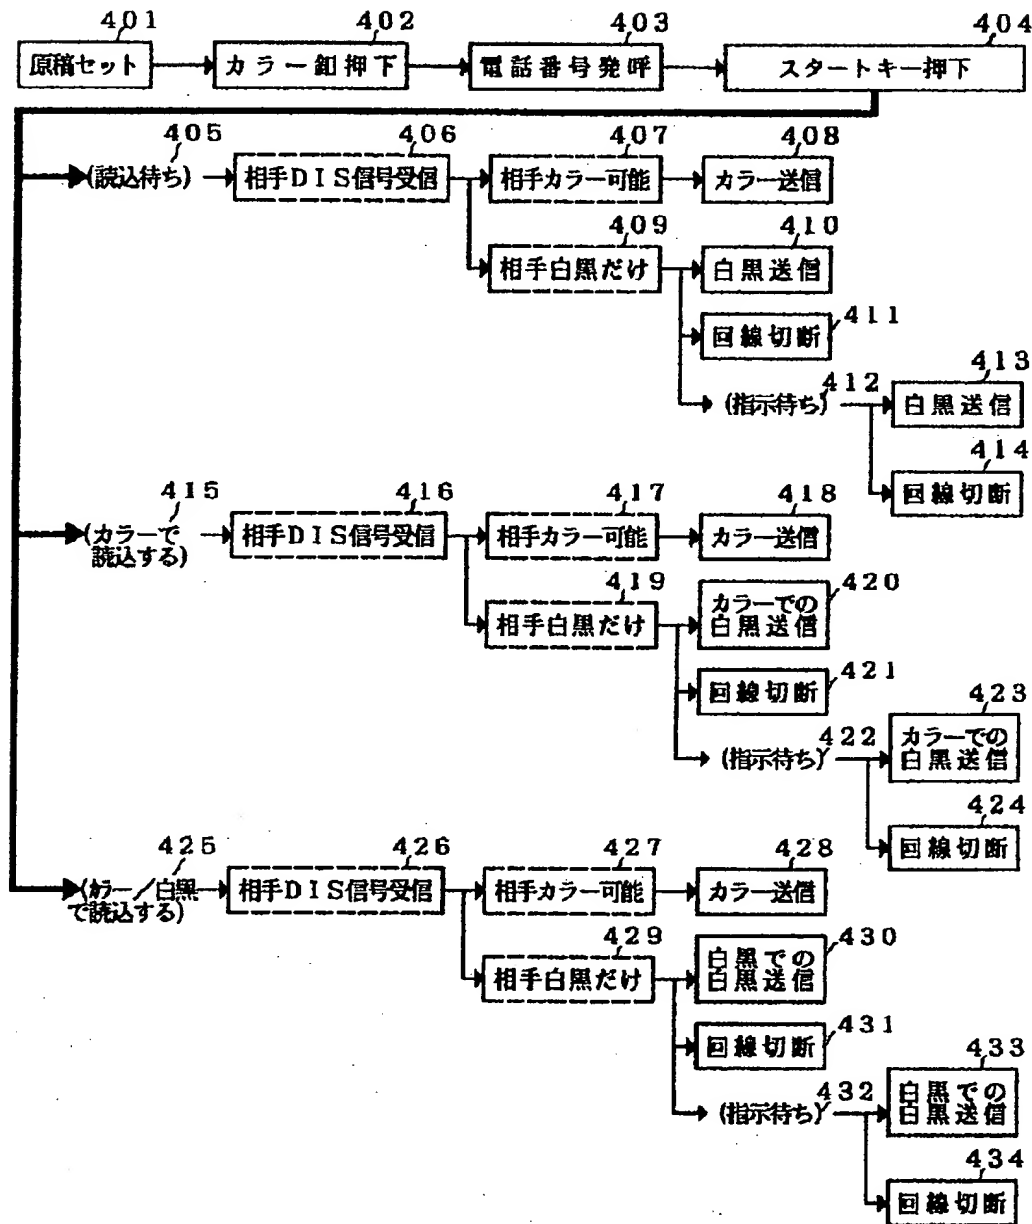 401 402 403 404
原稿セット カラー釦押下 電話番号発呼 スタートキー押下
405 406 407 408
(読込待ち) 相手DIS信号受信 相手カラー可能 カラー送信
409 410
相手白黒だけ 白黒送信
411
回線切断
412 413
(指示待ち) 白黒送信
414
回線切断
415 416 417 418
(カラーで
読込する) 相手DIS信号受信 相手カラー可能 カラー送信
419 420
相手白黒だけ カラーでの
白黒送信
421
回線切断
422 423
(指示待ち) カラーでの
白黒送信
424
回線切断
425 426 427 428
(カラー/白黒
で読込する) 相手DIS信号受信 相手カラー可能 カラー送信
429 430
相手白黒だけ 白黒での
白黒送信
431
回線切断
432 433
(指示待ち) 白黒での
白黒送信
434
回線切断